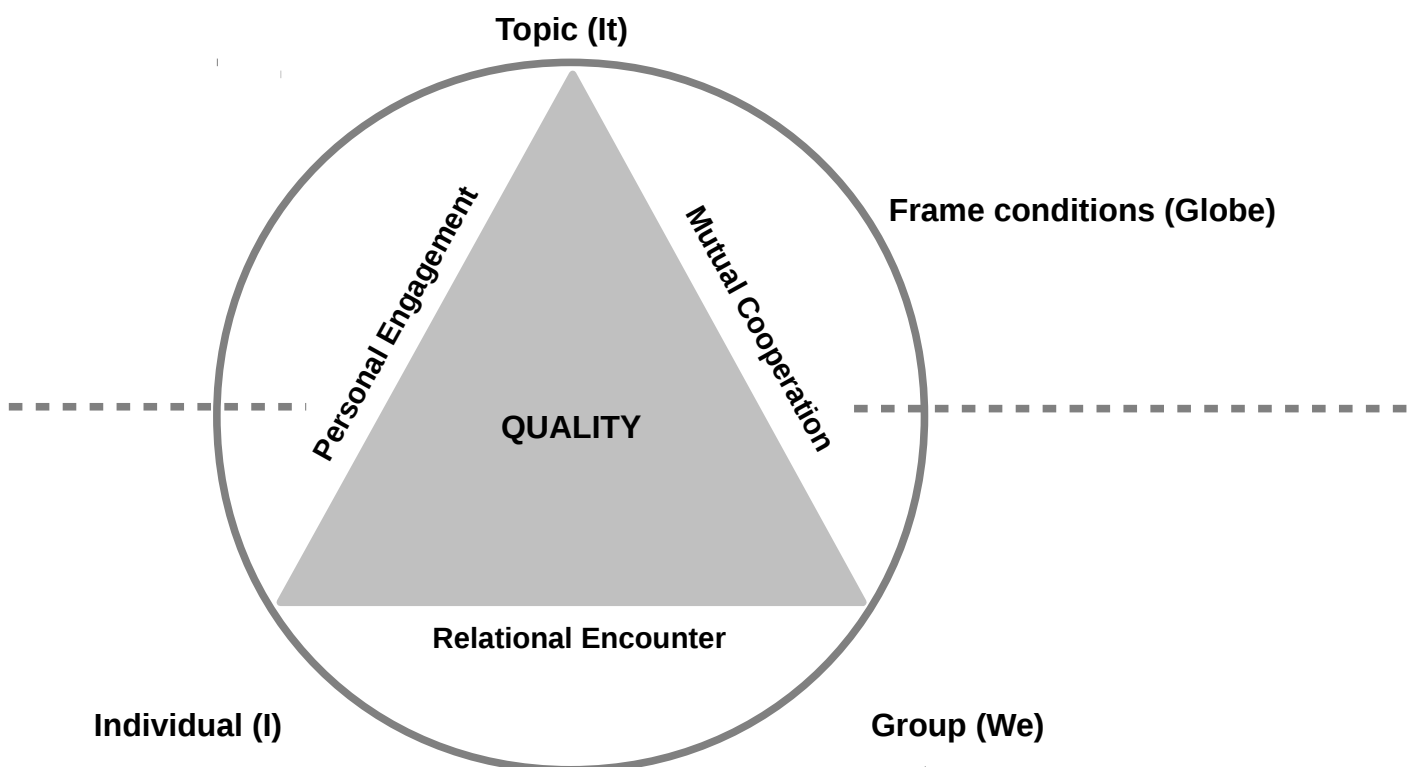 Topic (It)
Frame conditions (Globe)
Personal Engagement
Mutual Cooperation
QUALITY
Relational Encounter
Individual (I)
Group (We)